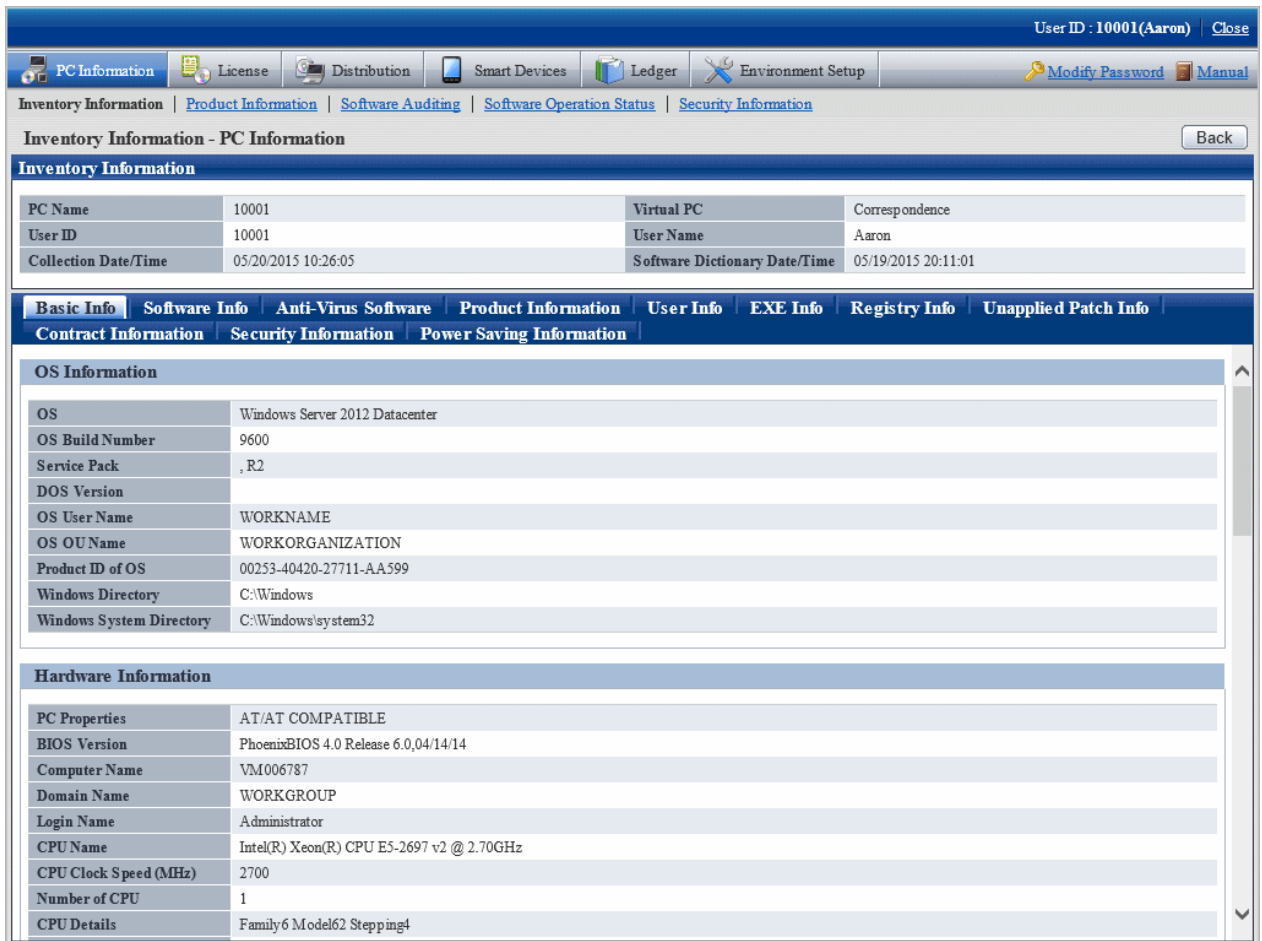 User ID : 10001(Aaron) Close
PC Information License Distribution Smart Devices Ledger Environment Setup Modify Password Manual
Inventory Information | Product Information | Software Auditing | Software Operation Status | Security Information
Inventory Information - PC Information Back
Inventory Information
PC Name 10001 Virtual PC Correspondence
User ID 10001 User Name Aaron
Collection Date/Time 05/20/2015 10:26:05 Software Dictionary Date/Time 05/19/2015 20:11:01
Basic Info Software Info Anti-Virus Software Product Information User Info EXE Info Registry Info Unapplied Patch Info
Contract Information Security Information Power Saving Information
OS Information
OS Windows Server 2012 Datacenter
OS Build Number 9600
Service Pack , R2
DOS Version
OS User Name WORKNAME
OS OU Name WORKORGANIZATION
Product ID of OS 00253-40420-27711-AA599
Windows Directory C:\Windows
Windows System Directory C:\Windows\system32
Hardware Information
PC Properties AT/AT COMPATIBLE
BIOS Version PhoenixBIOS 4.0 Release 6.0,04/14/14
Computer Name VM006787
Domain Name WORKGROUP
Login Name Administrator
CPU Name Intel(R) Xeon(R) CPU E5-2697 v2 @ 2.70GHz
CPU Clock Speed (MHz) 2700
Number of CPU 1
CPU Details Family6 Model62 Stepping4